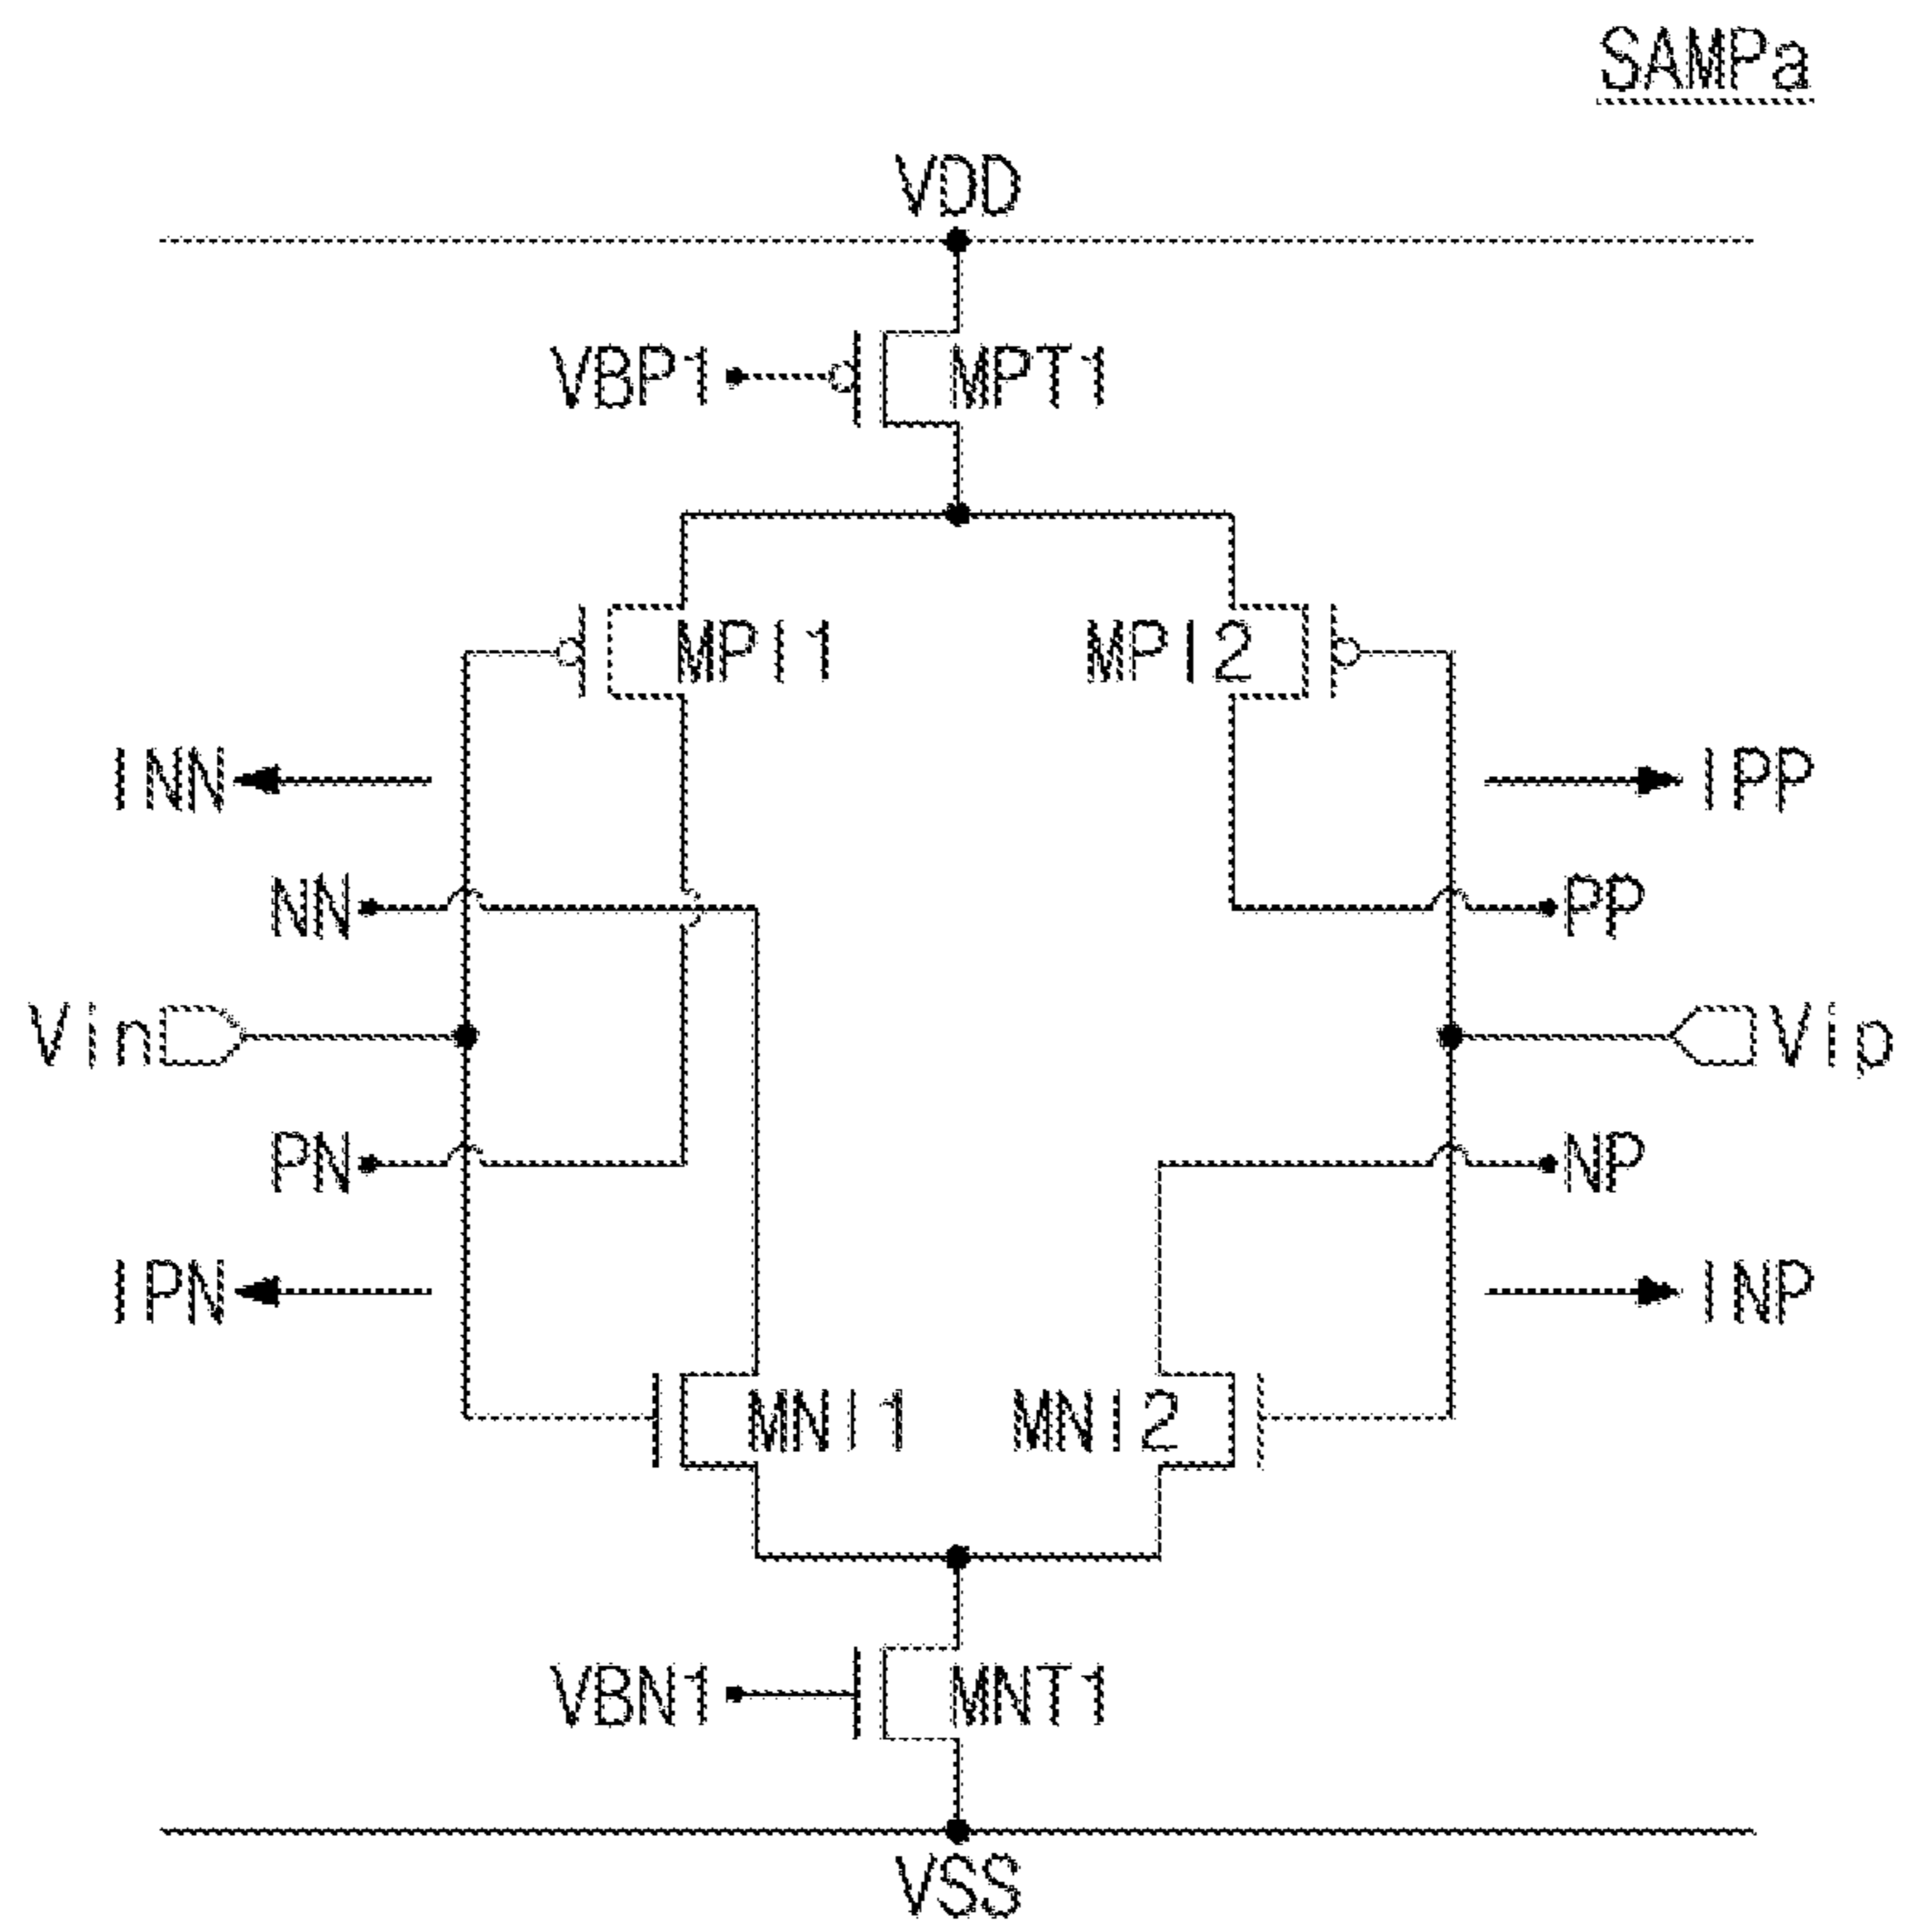 SAMPa
VDD
VBP1 MPT1
MPI1 MPI2
INN IPP
NN PP
Vin Vip
PN NP
IPN INP
MNI1 MNI2
VBN1 MNT1
VSS